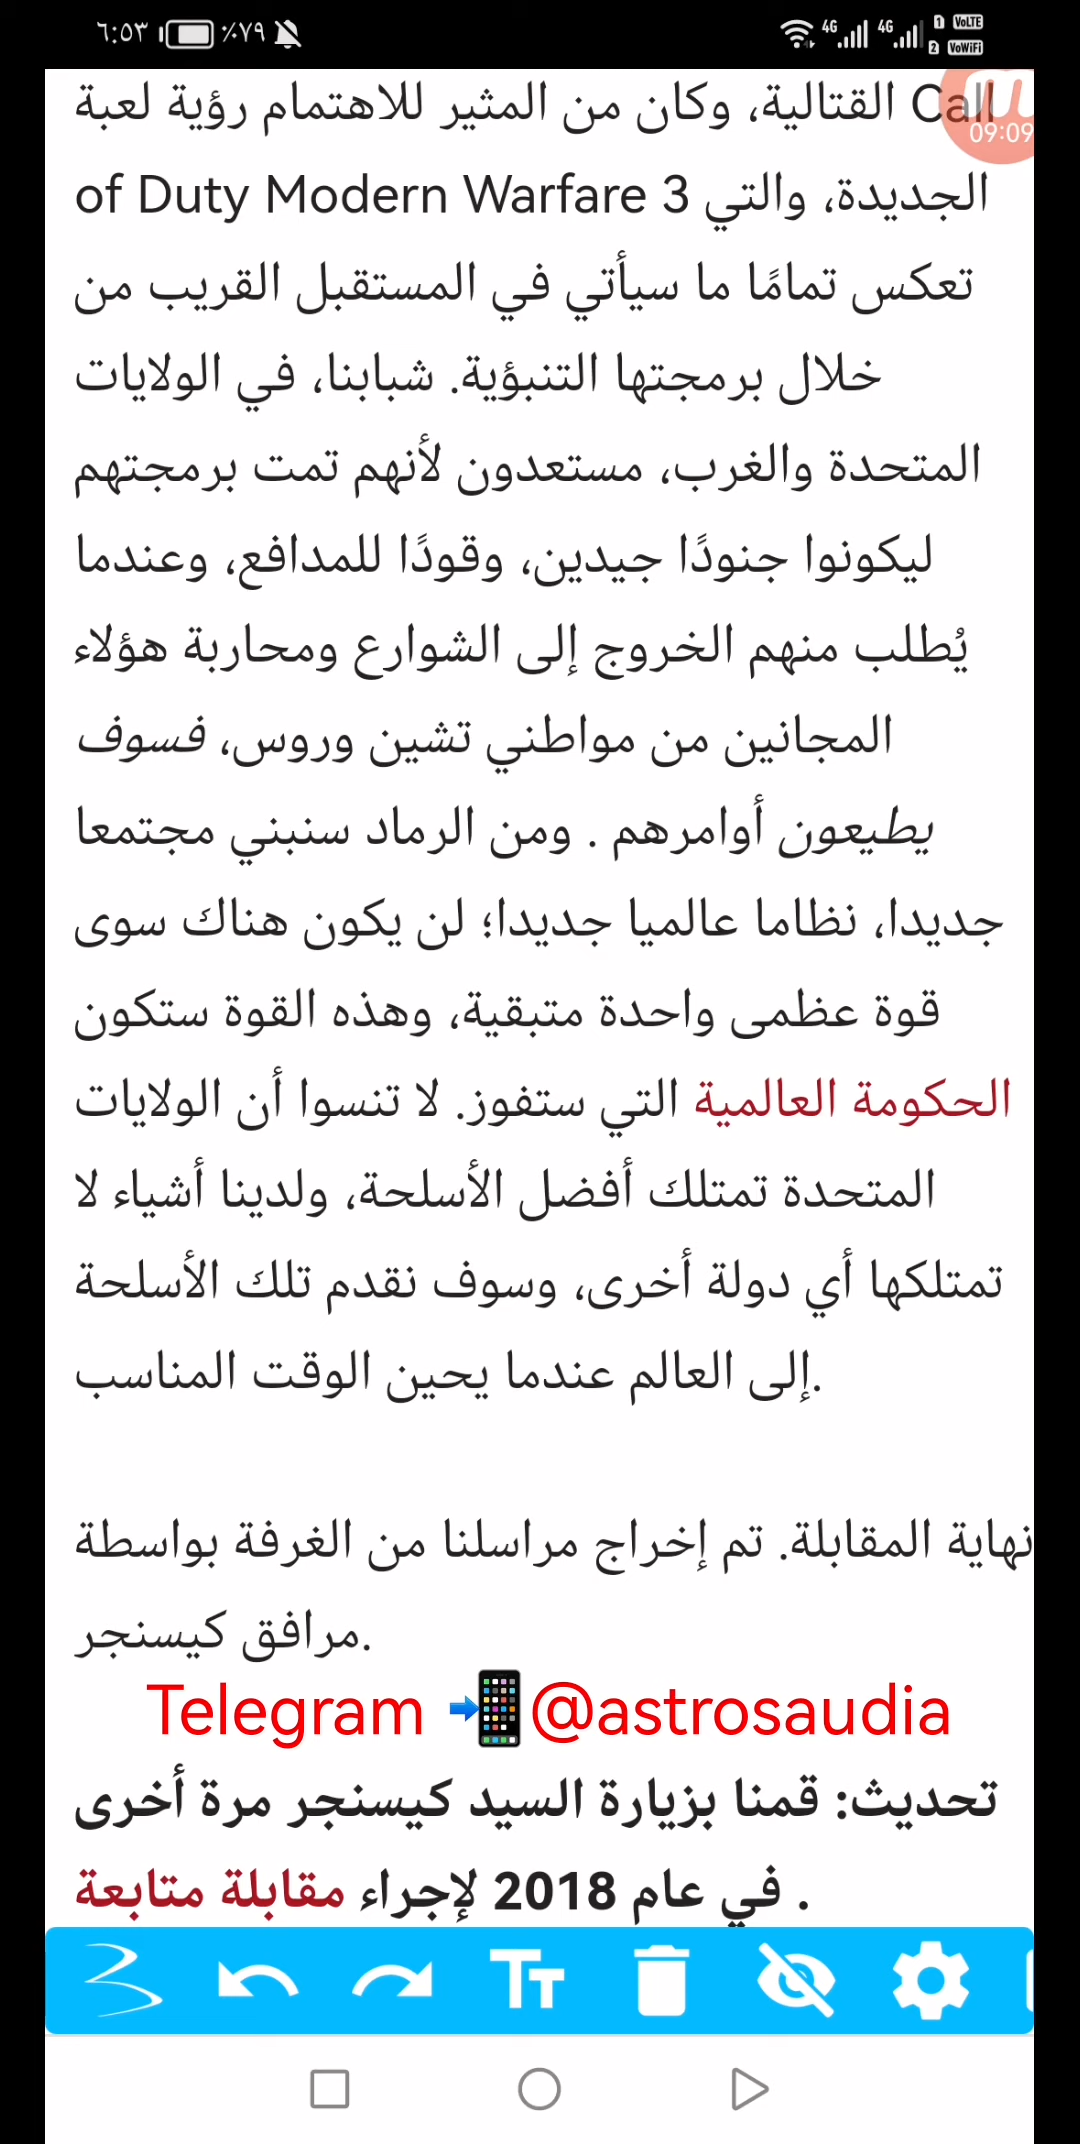 ٦:٥٣ ٪٧٩ 4G 4G 1 VoLTE 2 VoWiFi
القتالية، وكان من المثير للاهتمام رؤية لعبة Call
09:09
of Duty Modern Warfare 3 الجديدة، والتي
تعكس تمامًا ما سيأتي في المستقبل القريب من
خلال برمجتها التنبؤية. شبابنا، في الولايات
المتحدة والغرب، مستعدون لأنهم تمت برمجتهم
ليكونوا جنودًا جيدين، وقودًا للمدافع، وعندما
يُطلب منهم الخروج إلى الشوارع ومحاربة هؤلاء
المجانين من مواطني تشين وروس، فسوف
يطيعون أوامرهم . ومن الرماد سنبني مجتمعا
جديدا، نظاما عالميا جديدا؛ لن يكون هناك سوى
قوة عظمى واحدة متبقية، وهذه القوة ستكون
الحكومة العالمية التي ستفوز. لا تنسوا أن الولايات
المتحدة تمتلك أفضل الأسلحة، ولدينا أشياء لا
تمتلكها أي دولة أخرى، وسوف نقدم تلك الأسلحة
إلى العالم عندما يحين الوقت المناسب.
نهاية المقابلة. تم إخراج مراسلنا من الغرفة بواسطة
مرافق كيسنجر.
Telegram 📲@astrosaudia
تحديث: قمنا بزيارة السيد كيسنجر مرة أخرى
في عام 2018 لإجراء مقابلة متابعة .
TT